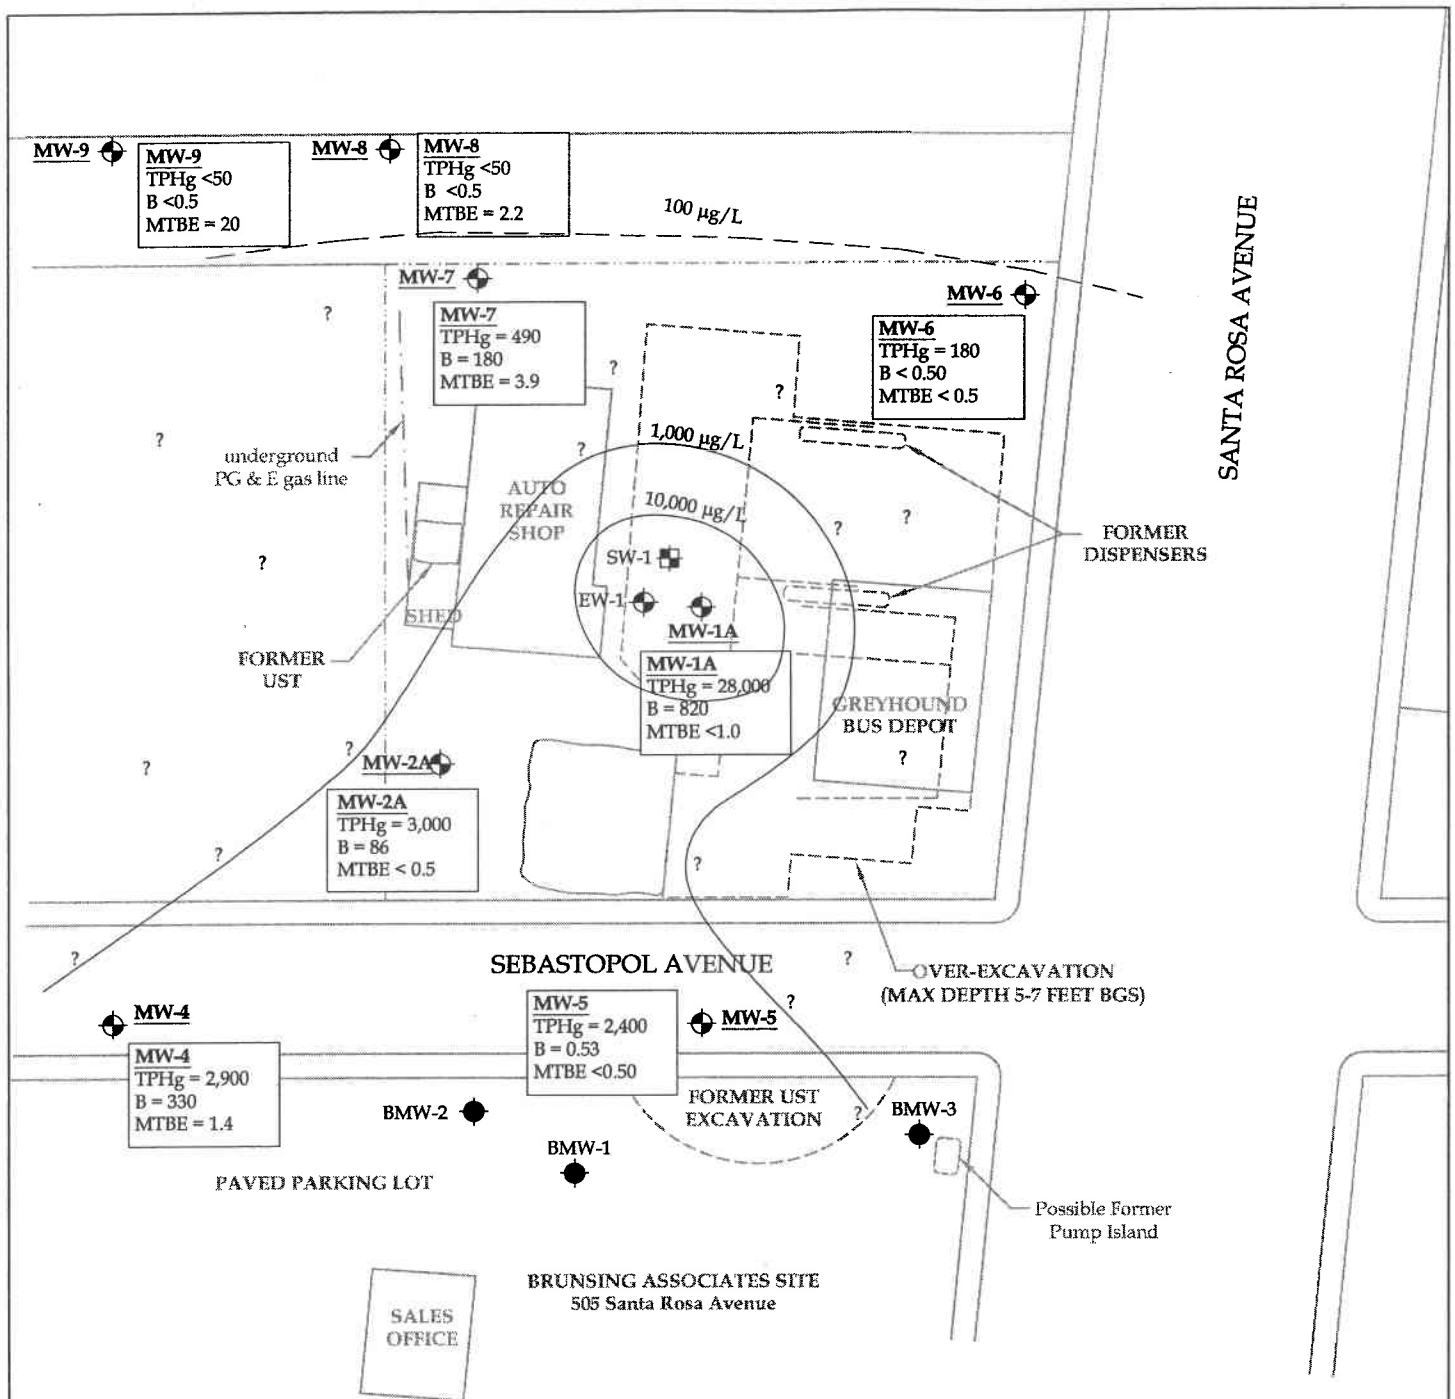 MW-9
MW-9
TPHg <50
B <0.5
MTBE = 20
MW-8
MW-8
TPHg <50
B <0.5
MTBE = 2.2
100 µg/L
SANTA ROSA AVENUE
MW-7
MW-7
TPHg = 490
B = 180
MTBE = 3.9
MW-6
MW-6
TPHg = 180
B < 0.50
MTBE < 0.5
?
?
?
?
1,000 µg/L
?
underground
PG & E gas line
AUTO
REPAIR
SHOP
10,000 µg/L
?
?
FORMER
DISPENSERS
SW-1
?
EW-1
MW-1A
SHED
FORMER
UST
MW-1A
TPHg = 28,000
B = 820
MTBE <1.0
GREYHOUND
BUS DEPOT
?
?
?
MW-2A
MW-2A
TPHg = 3,000
B = 86
MTBE < 0.5
?
?
?
SEBASTOPOL AVENUE
?
OVER-EXCAVATION
(MAX DEPTH 5-7 FEET BGS)
?
MW-4
MW-4
TPHg = 2,900
B = 330
MTBE = 1.4
MW-5
TPHg = 2,400
B = 0.53
MTBE <0.50
MW-5
FORMER UST
EXCAVATION
?
BMW-2
BMW-3
BMW-1
PAVED PARKING LOT
Possible Former
Pump Island
BRUNSING ASSOCIATES SITE
505 Santa Rosa Avenue
SALES
OFFICE